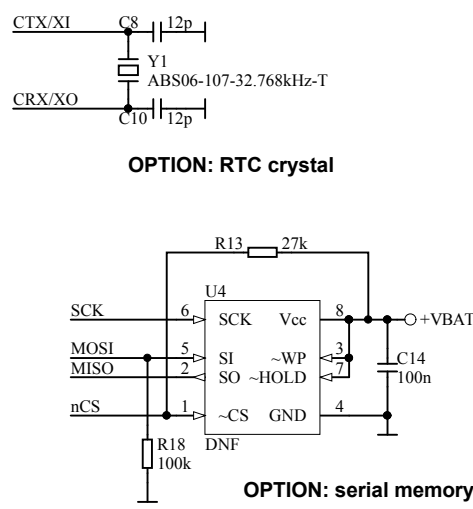 CTX/XI C8 12p
Y1
ABS06-107-32.768kHz-T
CRX/XO C10 12p
OPTION: RTC crystal
R13 27k
U4
SCK 6 SCK Vcc 8 +VBAT
MOSI 5 SI ~WP 3
MISO 2 SO ~HOLD 7
C14
100n
nCS 1 ~CS GND 4
R18
100k
DNF
OPTION: serial memory